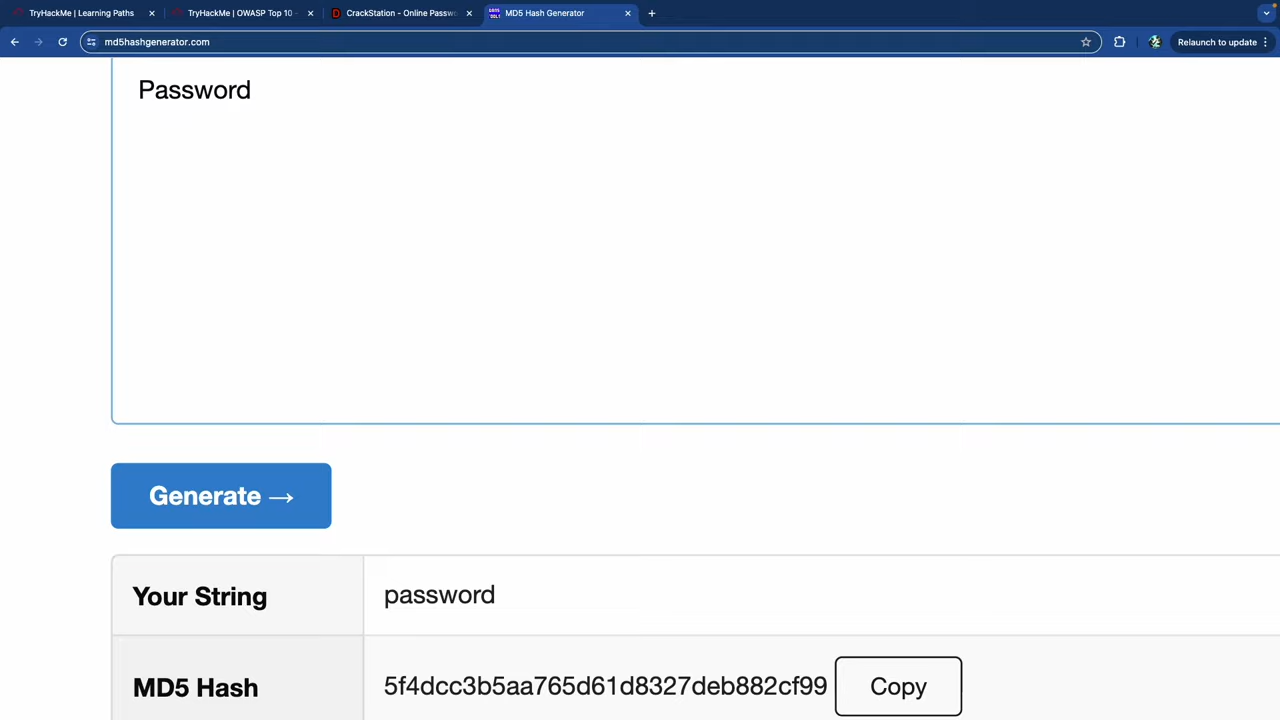 TryHackMe | Learning Paths
TryHackMe | OWASP Top 10 -
CrackStation - Online Passwo
MD5 Hash Generator
md5hashgenerator.com
Relaunch to update
Password
Generate →
Your String
password
MD5 Hash
5f4dcc3b5aa765d61d8327deb882cf99
Copy